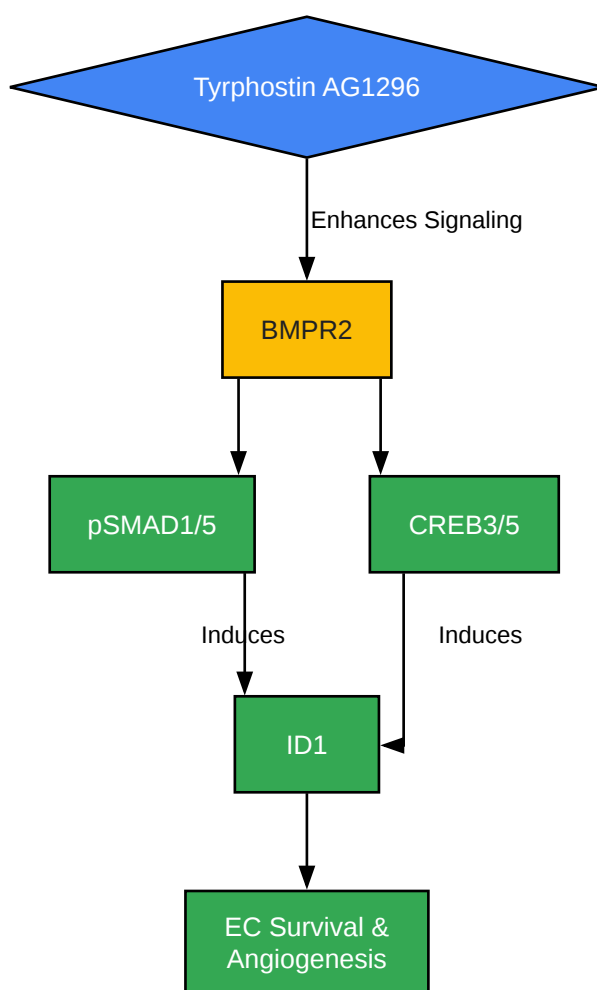 Tyrphostin AG1296
Enhances Signaling
BMPR2
pSMAD1/5
CREB3/5
Induces
Induces
ID1
EC Survival &
Angiogenesis